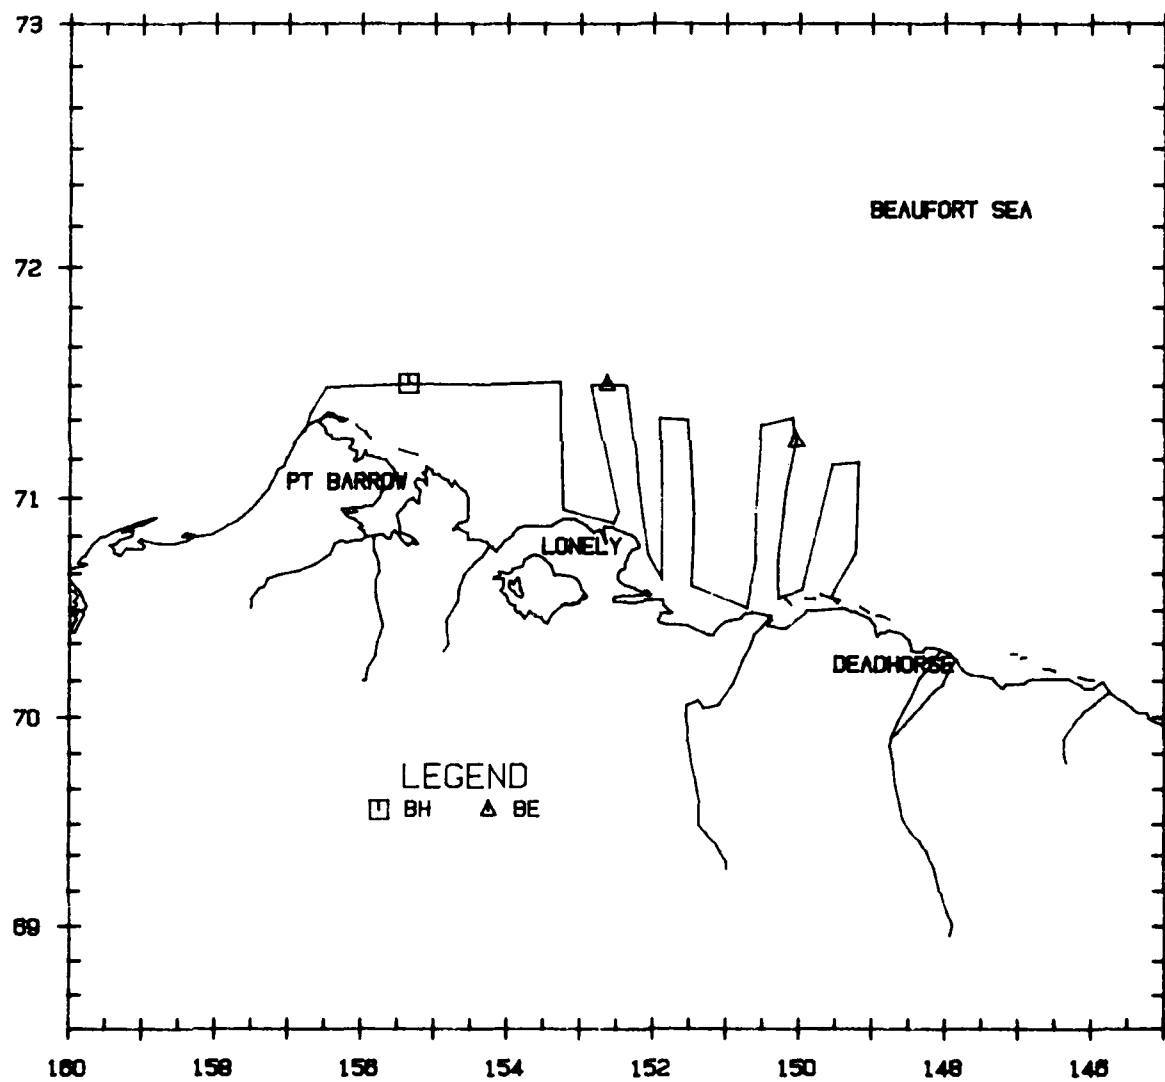 73
BEAUFORT SEA
72
71
PT BARROW
LONELY
DEADHORSE
70
LEGEND
BH BE
69
160 158 156 154 152 150 148 146